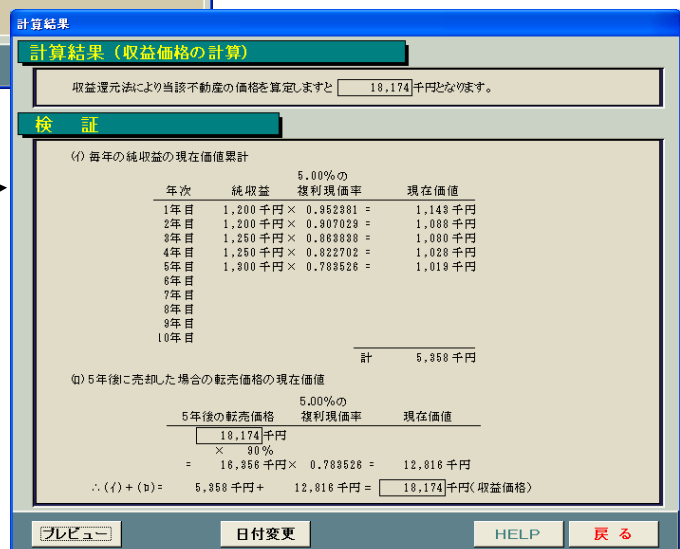 計算結果
計算結果（収益価格の計算）
収益還元法により当該不動産の価格を算定しますと 18,174 千円となります。
検　証
(ｲ) 毎年の純収益の現在価値累計
5.00%の
年次 純収益 複利現価率 現在価値
1年目 1,200 千円 × 0.952381 = 1,143 千円
2年目 1,200 千円 × 0.907029 = 1,088 千円
3年目 1,250 千円 × 0.863838 = 1,080 千円
4年目 1,250 千円 × 0.822702 = 1,028 千円
5年目 1,300 千円 × 0.783526 = 1,019 千円
6年目
7年目
8年目
9年目
10年目
計 5,358 千円
(ﾛ) 5年後に売却した場合の転売価格の現在価値
5.00%の
5年後の転売価格 複利現価率 現在価値
18,174 千円
× 90%
= 16,356 千円 × 0.783526 = 12,816 千円
∴(ｲ)+(ﾛ)= 5,358 千円+ 12,816 千円 = 18,174 千円(収益価格)
プレビュー 日付変更 HELP 戻 る